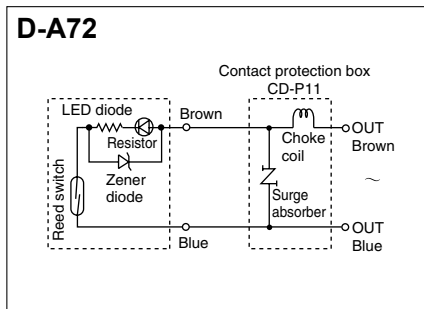 D-A72
Contact protection box
CD-P11
LED diode
Brown
Resistor
Choke
coil
OUT
Brown
Zener
diode
Reed switch
Surge
absorber
~
Blue
OUT
Blue